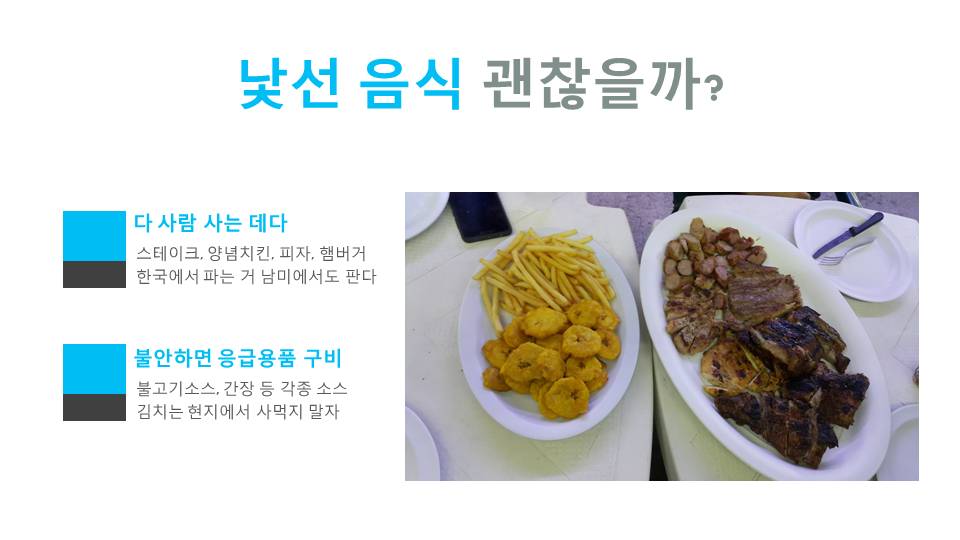 낯선 음식 괜찮을까?
다 사람 사는 데다
스테이크, 양념치킨, 피자, 햄버거
한국에서 파는 거 남미에서도 판다
불안하면 응급용품 구비
불고기소스, 간장 등 각종 소스
김치는 현지에서 사먹지 말자